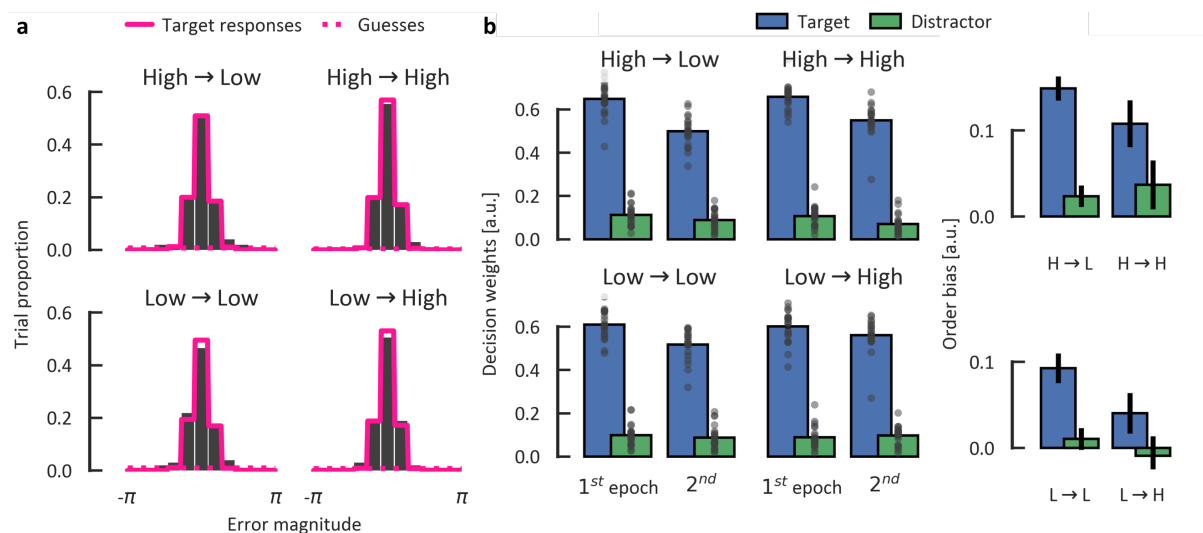 a
Target responses
Guesses
High → Low
High → High
0.6
0.4
0.2
0.0
Low → Low
Low → High
0.6
0.4
0.2
0.0
-π
π
-π
π
Trial proportion
Error magnitude
b
Target
Distractor
High → Low
High → High
0.6
0.4
0.2
0.0
Low → Low
Low → High
0.6
0.4
0.2
0.0
1st epoch
2nd
1st epoch
2nd
Decision weights [a.u.]
0.1
0.0
H → L
H → H
0.1
0.0
L → L
L → H
Order bias [a.u.]